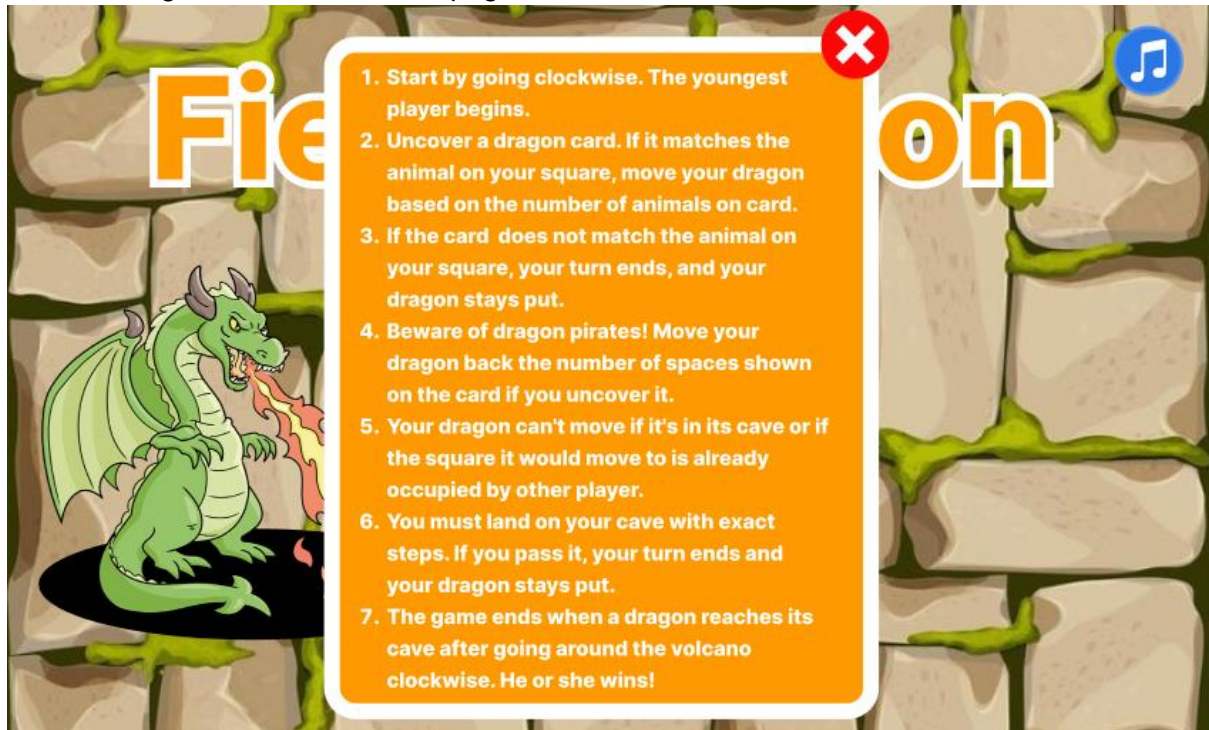 Fie on
1. Start by going clockwise. The youngest
player begins.
2. Uncover a dragon card. If it matches the
animal on your square, move your dragon
based on the number of animals on card.
3. If the card does not match the animal on
your square, your turn ends, and your
dragon stays put.
4. Beware of dragon pirates! Move your
dragon back the number of spaces shown
on the card if you uncover it.
5. Your dragon can't move if it's in its cave or if
the square it would move to is already
occupied by other player.
6. You must land on your cave with exact
steps. If you pass it, your turn ends and
your dragon stays put.
7. The game ends when a dragon reaches its
cave after going around the volcano
clockwise. He or she wins!